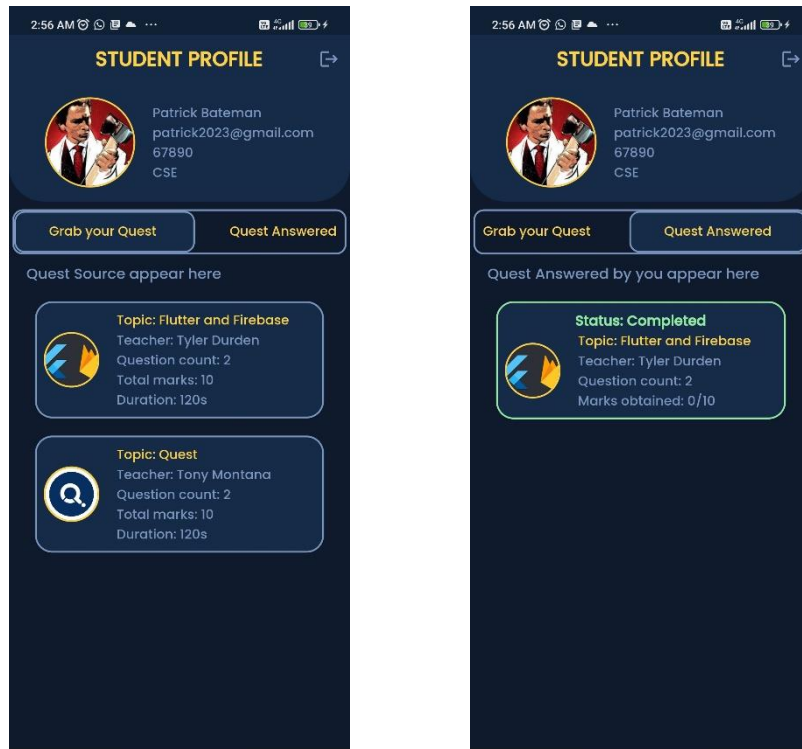 2:56 AM
4G
89
STUDENT PROFILE
Patrick Bateman
patrick2023@gmail.com
67890
CSE
Grab your Quest
Quest Answered
Quest Source appear here
Topic: Flutter and Firebase
Teacher: Tyler Durden
Question count: 2
Total marks: 10
Duration: 120s
Topic: Quest
Teacher: Tony Montana
Question count: 2
Total marks: 10
Duration: 120s
2:56 AM
4G
89
STUDENT PROFILE
Patrick Bateman
patrick2023@gmail.com
67890
CSE
Grab your Quest
Quest Answered
Quest Answered by you appear here
Status: Completed
Topic: Flutter and Firebase
Teacher: Tyler Durden
Question count: 2
Marks obtained: 0/10